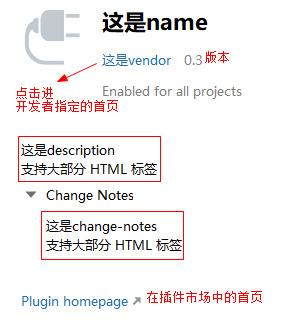 这是name
这是vendor 0.3 版本
点击进
开发者指定的首页
Enabled for all projects
这是description
支持大部分 HTML 标签
Change Notes
这是change-notes
支持大部分 HTML 标签
Plugin homepage 在插件市场中的首页